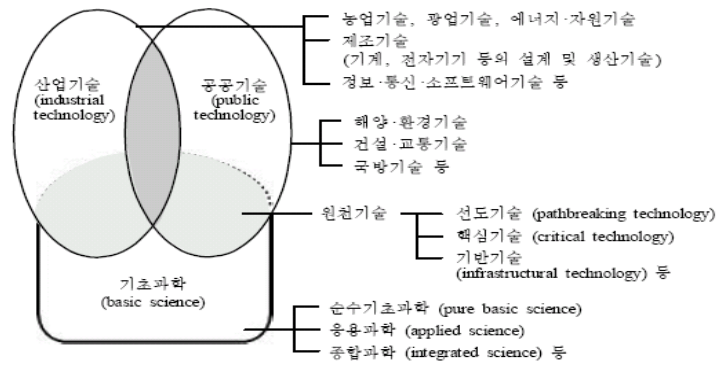 산업기술
(industrial
technology)
공공기술
(public
technology)
기초과학
(basic science)
농업기술, 광업기술, 에너지·자원기술
제조기술
(기계, 전자기기 등의 설계 및 생산기술)
정보·통신·소프트웨어기술 등
해양·환경기술
건설·교통기술
국방기술 등
원천기술
선도기술 (pathbreaking technology)
핵심기술 (critical technology)
기반기술
(infrastructural technology) 등
순수기초과학 (pure basic science)
응용과학 (applied science)
종합과학 (integrated science) 등